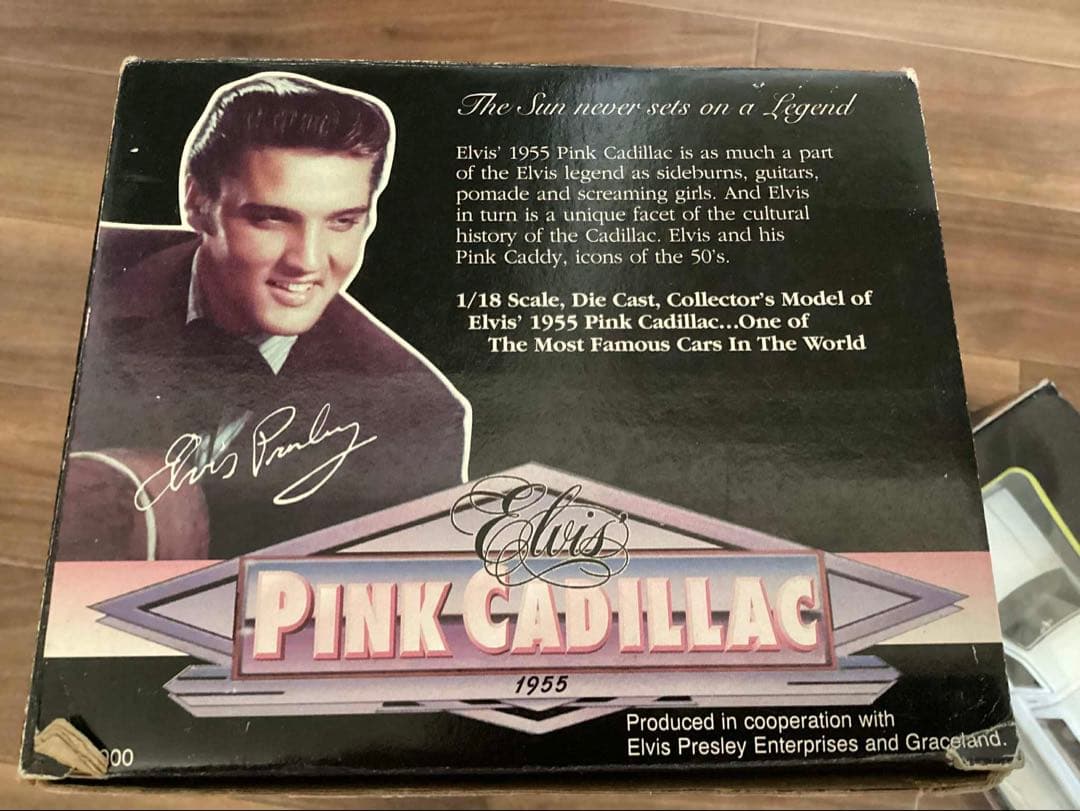 The Sun never sets on a Legend
Elvis' 1955 Pink Cadillac is as much a part
of the Elvis legend as sideburns, guitars,
pomade and screaming girls. And Elvis
in turn is a unique facet of the cultural
history of the Cadillac. Elvis and his
Pink Caddy, icons of the 50's.
1/18 Scale, Die Cast, Collector's Model of
Elvis' 1955 Pink Cadillac...One of
The Most Famous Cars In The World
Elvis Presley
Elvis'
PINK CADILLAC
1955
Produced in cooperation with
Elvis Presley Enterprises and Graceland.
00